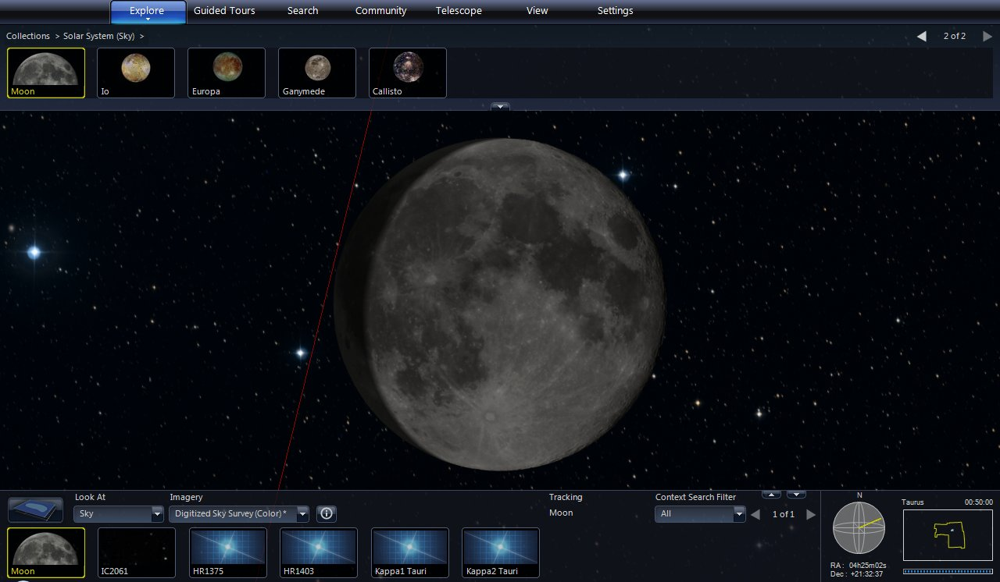 Explore Guided Tours Search Community Telescope View Settings
Collections > Solar System (Sky) > 2 of 2
Moon Io Europa Ganymede Callisto
Look At Imagery Tracking Context Search Filter N Taurus 00:50:00
Sky Digitized Sky Survey (Color) * Moon All 1 of 1
Moon IC2061 HR1375 HR1403 Kappa1 Tauri Kappa2 Tauri
RA : 04h25m02s
Dec : +21:32:37